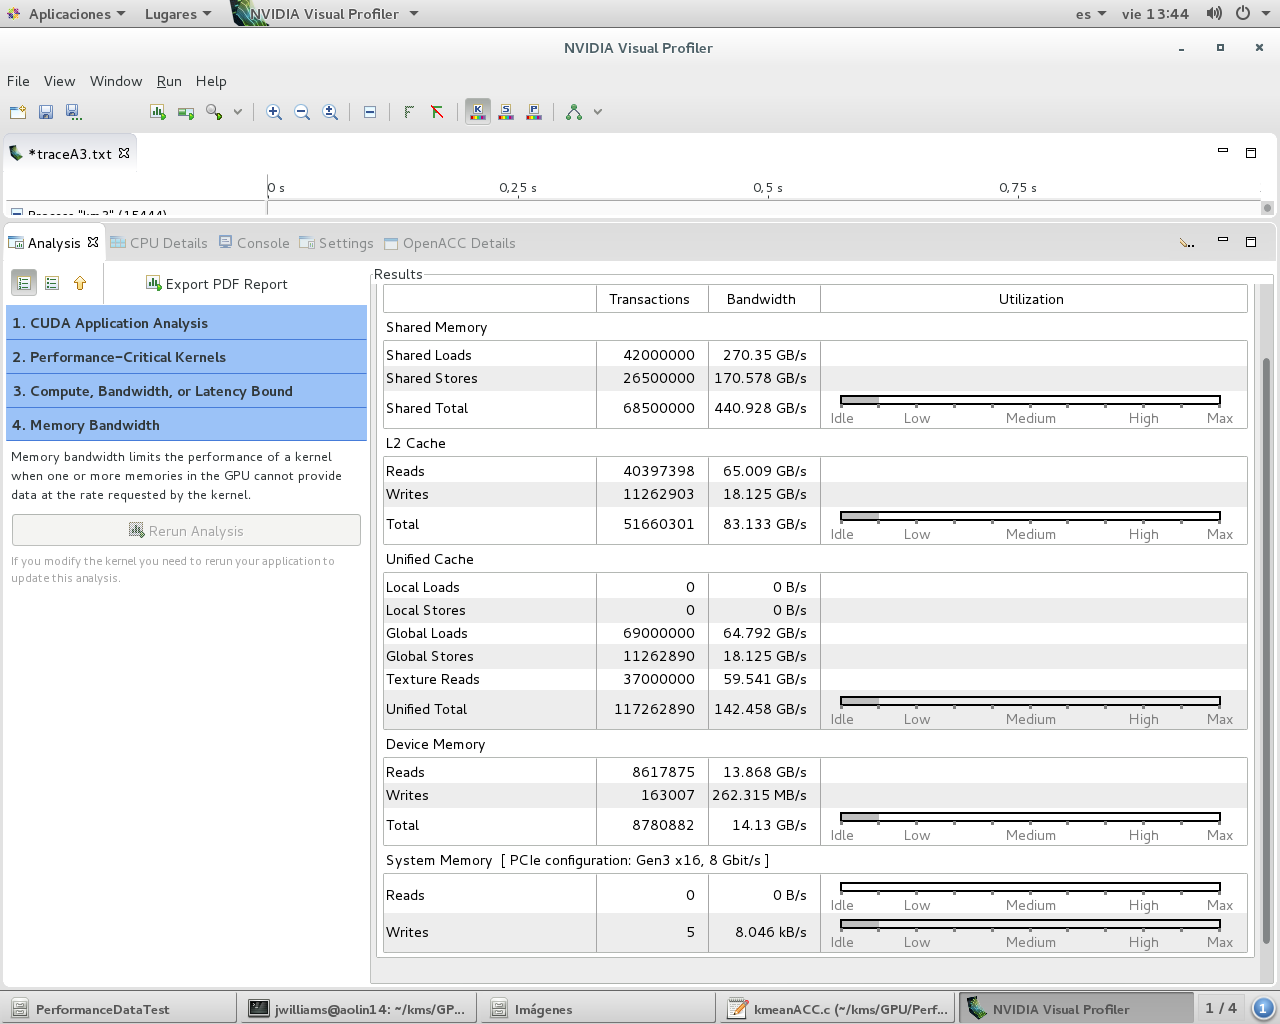 Aplicaciones Lugares NVIDIA Visual Profiler es vie 13:44
NVIDIA Visual Profiler
File View Window Run Help
*traceA3.txt
0 s 0,25 s 0,5 s 0,75 s
Process "km3" (15444)
Analysis CPU Details Console Settings OpenACC Details
Export PDF Report
1. CUDA Application Analysis
2. Performance-Critical Kernels
3. Compute, Bandwidth, or Latency Bound
4. Memory Bandwidth
Memory bandwidth limits the performance of a kernel
when one or more memories in the GPU cannot provide
data at the rate requested by the kernel.
Rerun Analysis
If you modify the kernel you need to rerun your application to
update this analysis.
Results
Transactions Bandwidth Utilization
Shared Memory
Shared Loads 42000000 270.35 GB/s
Shared Stores 26500000 170.578 GB/s
Shared Total 68500000 440.928 GB/s
Idle Low Medium High Max
L2 Cache
Reads 40397398 65.009 GB/s
Writes 11262903 18.125 GB/s
Total 51660301 83.133 GB/s
Idle Low Medium High Max
Unified Cache
Local Loads 0 0 B/s
Local Stores 0 0 B/s
Global Loads 69000000 64.792 GB/s
Global Stores 11262890 18.125 GB/s
Texture Reads 37000000 59.541 GB/s
Unified Total 117262890 142.458 GB/s
Idle Low Medium High Max
Device Memory
Reads 8617875 13.868 GB/s
Writes 163007 262.315 MB/s
Total 8780882 14.13 GB/s
Idle Low Medium High Max
System Memory [ PCIe configuration: Gen3 x16, 8 Gbit/s ]
Reads 0 0 B/s
Idle Low Medium High Max
Writes 5 8.046 kB/s
Idle Low Medium High Max
PerformanceDataTest jwilliams@aolin14: ~/kms/GP... Imágenes kmeanACC.c (~/kms/GPU/Perf... NVIDIA Visual Profiler 1 / 4 1